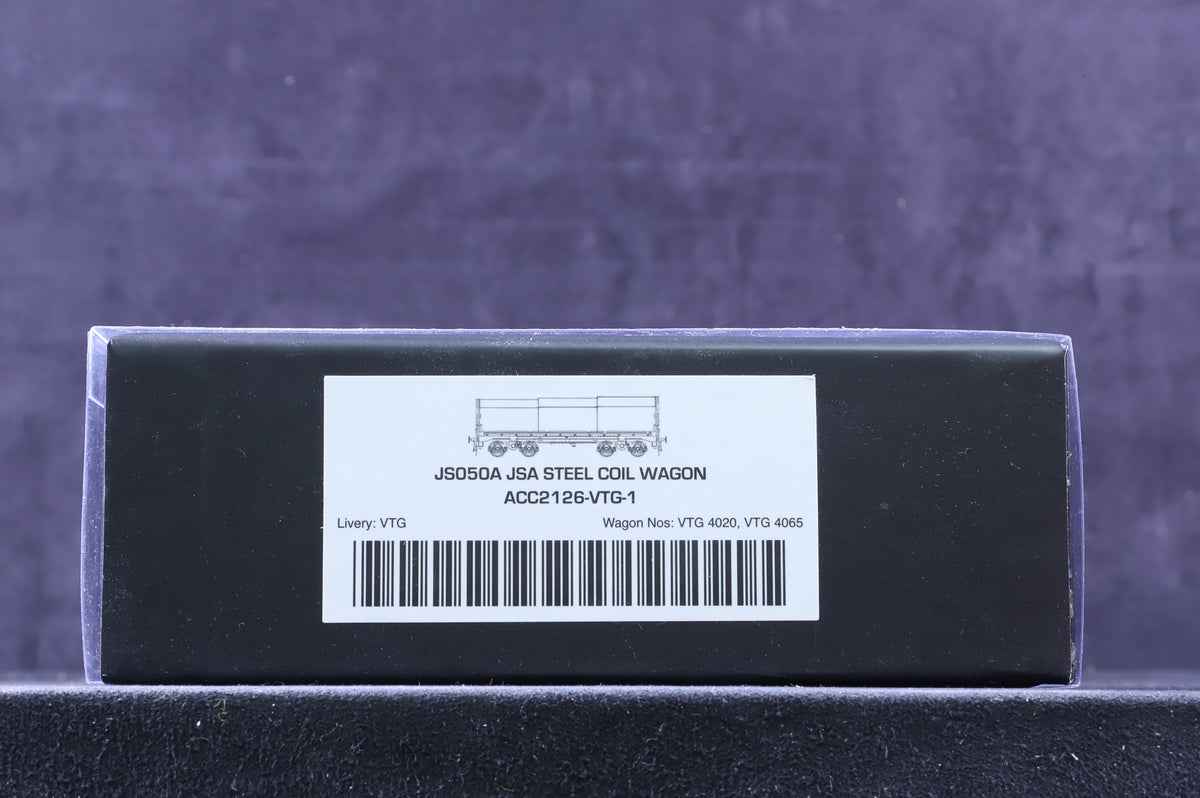 JS050A JSA STEEL COIL WAGON
ACC2126-VTG-1
Livery: VTG Wagon Nos: VTG 4020, VTG 4065